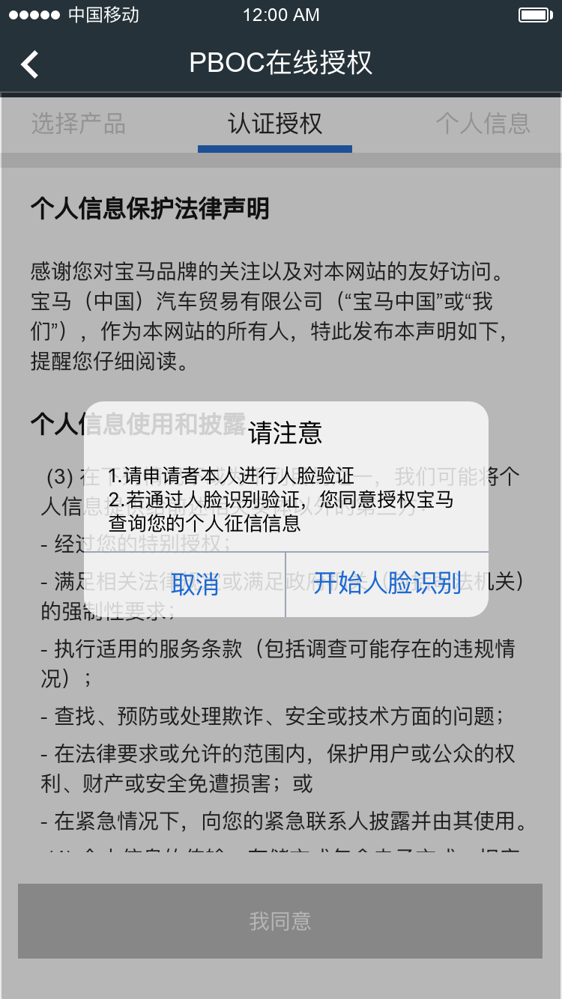 中国移动 12:00 AM
PBOC在线授权
选择产品 认证授权 个人信息
个人信息保护法律声明
感谢您对宝马品牌的关注以及对本网站的友好访问。
宝马（中国）汽车贸易有限公司（“宝马中国”或“我
们”），作为本网站的所有人，特此发布本声明如下，
提醒您仔细阅读。
个人信息使用和披露
请注意
1.请申请者本人进行人脸验证
2.若通过人脸识别验证，您同意授权宝马
查询您的个人征信信息
取消 开始人脸识别
(3) 在下 一，我们可能将个
人信息提供给前述相关实体以外的第三方：
- 经过您的特别授权；
- 满足相关法律 或满足政府机关（ 法机关）
的强制性要求；
- 执行适用的服务条款（包括调查可能存在的违规情
况）；
- 查找、预防或处理欺诈、安全或技术方面的问题；
- 在法律要求或允许的范围内，保护用户或公众的权
利、财产或安全免遭损害；或
- 在紧急情况下，向您的紧急联系人披露并由其使用。
我同意